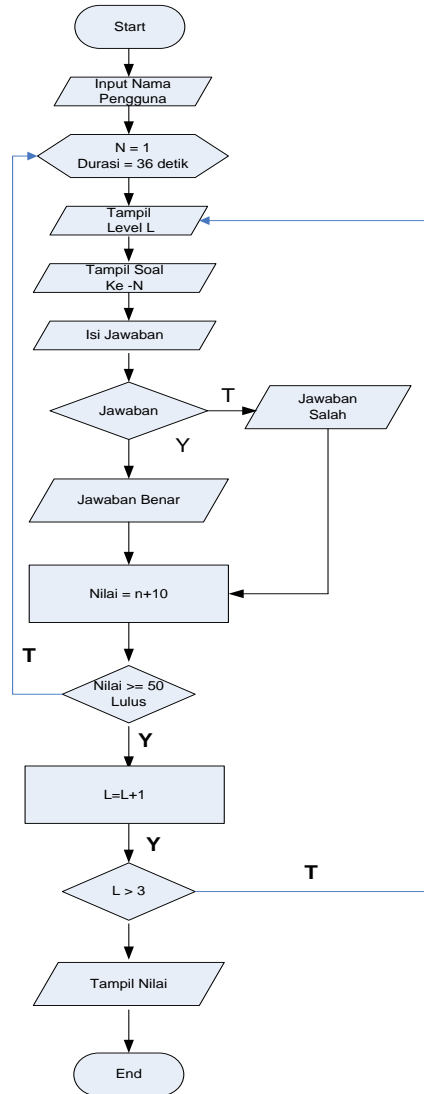 Start
Input Nama
Pengguna
N = 1
Durasi = 36 detik
Tampil
Level L
Tampil Soal
Ke -N
Isi Jawaban
Jawaban
T
Jawaban
Salah
Y
Jawaban Benar
Nilai = n+10
T
Nilai >= 50
Lulus
Y
L=L+1
Y
L > 3
T
Tampil Nilai
End